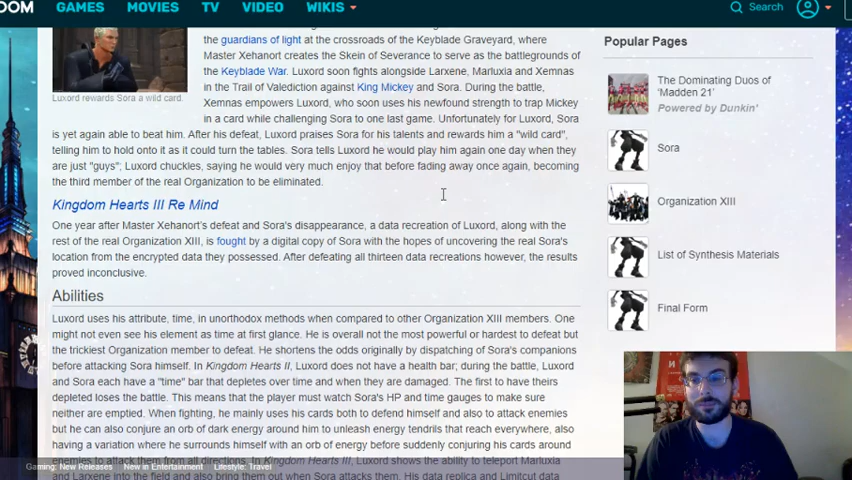 OOM GAMES MOVIES TV VIDEO WIKIS Search
guardians of light at the crossroads of the Keyblade Graveyard, where
Master Xehanort creates the Skein of Severance to serve as the battlegrounds of
the Keyblade War. Luxord soon fights alongside Larxene, Marluxia and Xemnas
in the Trail of Valediction against King Mickey and Sora. During the battle,
Xemnas empowers Luxord, who soon uses his newfound strength to trap Mickey
in a card while challenging Sora to one last game. Unfortunately for Luxord, Sora
Luxord rewards Sora a wild card.
is yet again able to beat him. After his defeat, Luxord praises Sora for his talents and rewards him a "wild card",
telling him to hold onto it as it could turn the tables. Sora tells Luxord he would play him again one day when they
are just "guys"; Luxord chuckles, saying he would very much enjoy that before fading away once again, becoming
the third member of the real Organization to be eliminated.
Kingdom Hearts III Re Mind
One year after Master Xehanort's defeat and Sora's disappearance, a data recreation of Luxord, along with the
rest of the real Organization XIII, is fought by a digital copy of Sora with the hopes of uncovering the real Sora's
location from the encrypted data they possessed. After defeating all thirteen data recreations however, the results
proved inconclusive.
Abilities
Luxord uses his attribute, time, in unorthodox methods when compared to other Organization XIII members. One
might not even see his element as time at first glance. He is overall not the most powerful or hardest to defeat but
the trickiest Organization member to defeat. He shortens the odds originally by dispatching of Sora's companions
before attacking Sora himself. In Kingdom Hearts II, Luxord does not have a health bar; during the battle, Luxord
and Sora each have a "time" bar that depletes over time and when they are damaged. The first to have theirs
depleted loses the battle. This means that the player must watch Sora's HP and time gauges to make sure
neither are emptied. When fighting, he mainly uses his cards both to defend himself and also to attack enemies
but he can also conjure an orb of dark energy around him to unleash energy tendrils that reach everywhere, also
having a variation where he surrounds himself with an orb of energy before suddenly conjuring his cards around
enemies to attack them from all directions. In Kingdom Hearts III, Luxord shows the ability to teleport Marluxia
and Larxene into the field and also bring them out when Sora attacks them. His data replica and Limitcut data
Gaming: New Releases New in Entertainment Lifestyle: Travel
Popular Pages
The Dominating Duos of
'Madden 21'
Powered by Dunkin'
Sora
Organization XIII
List of Synthesis Materials
Final Form